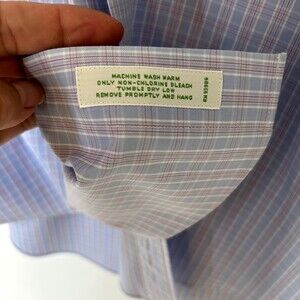 MACHINE WASH WARM
ONLY NON-CHLORINE BLEACH
TUMBLE DRY LOW
REMOVE PROMPTLY AND HANG